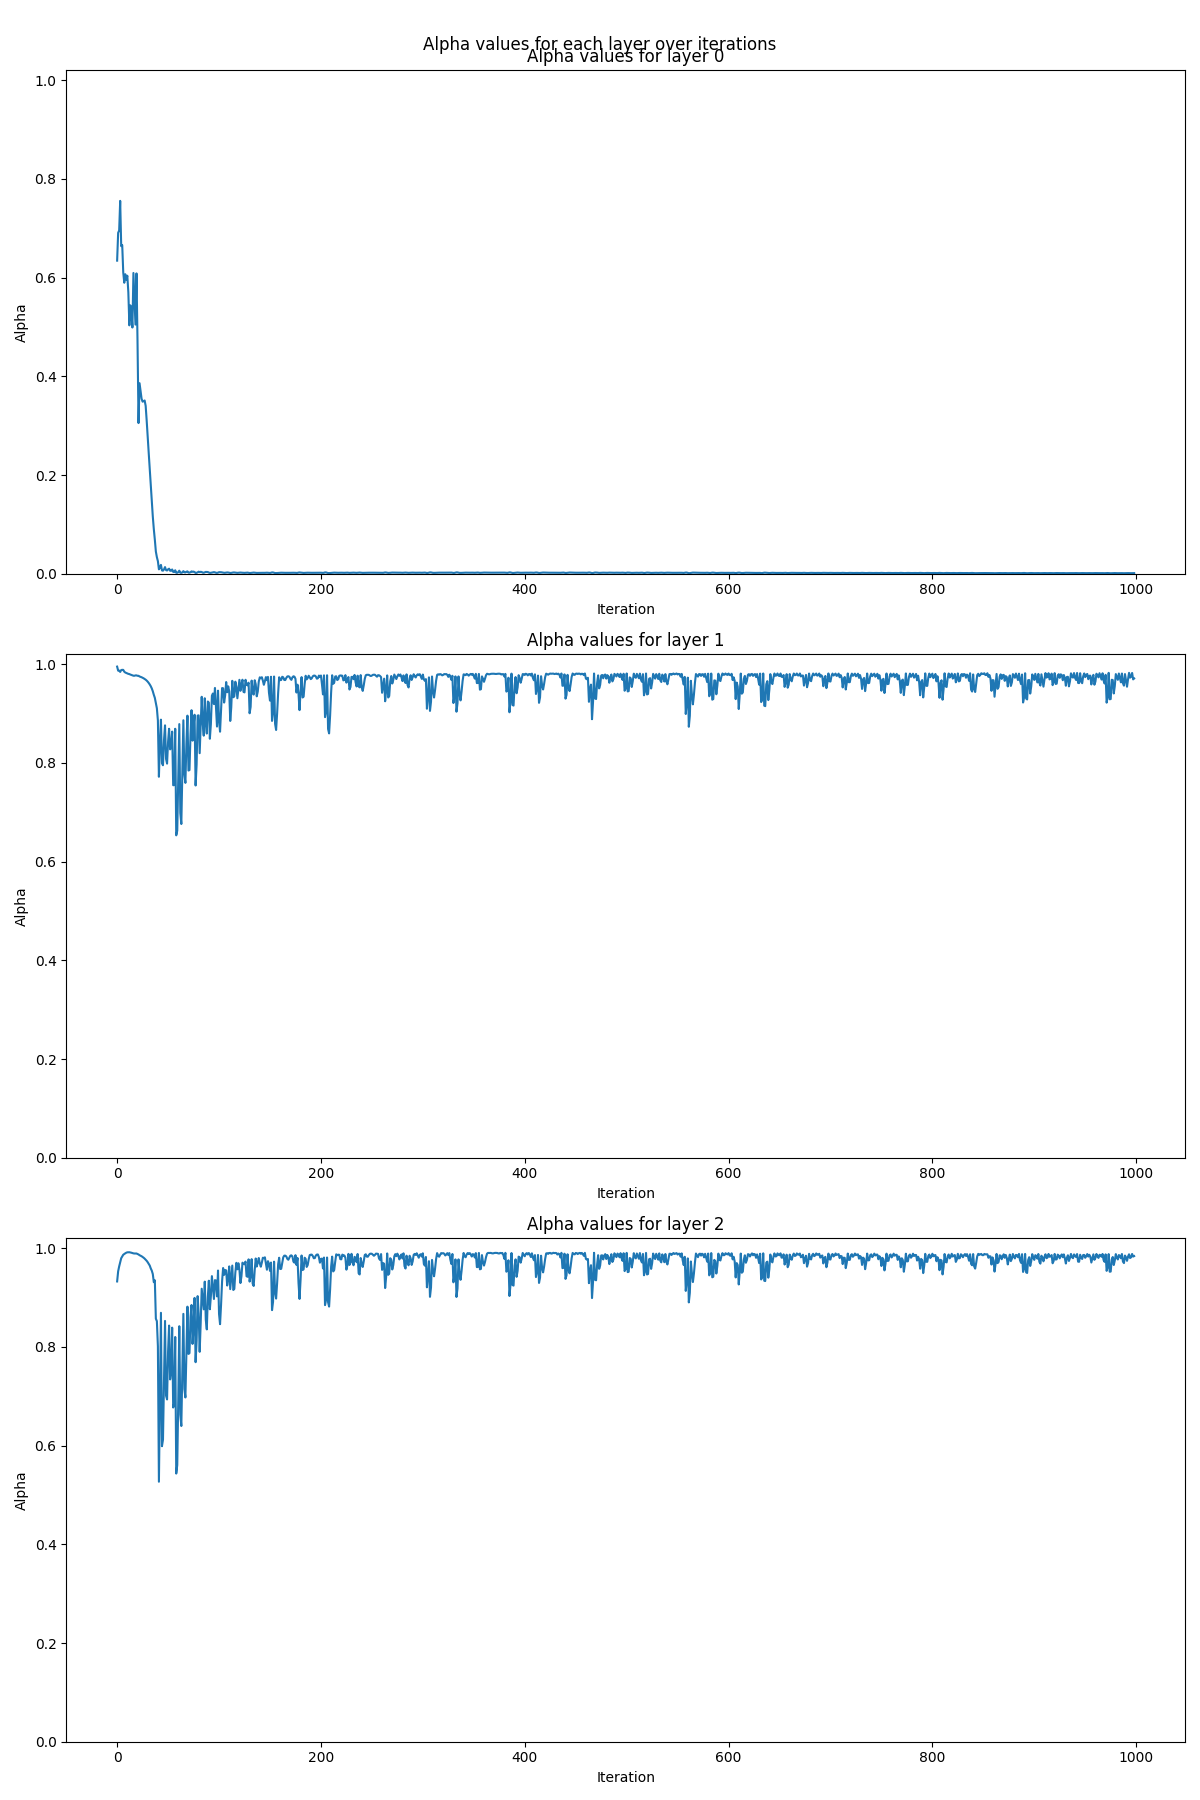 Alpha values for each layer over iterations
Alpha values for layer 0
1.0
0.8
0.6
0.4
0.2
0.0
Alpha
0 200 400 600 800 1000
Iteration
Alpha values for layer 1
1.0
0.8
0.6
0.4
0.2
0.0
Alpha
0 200 400 600 800 1000
Iteration
Alpha values for layer 2
1.0
0.8
0.6
0.4
0.2
0.0
Alpha
0 200 400 600 800 1000
Iteration